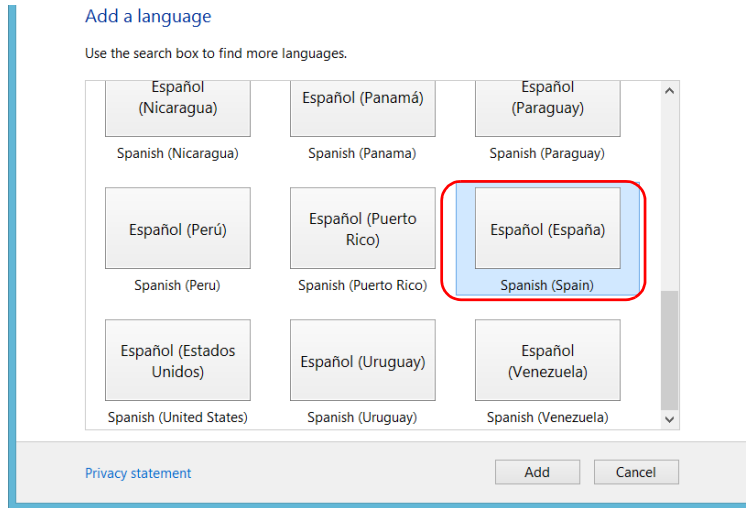 Add a language
Use the search box to find more languages.
Español
(Nicaragua)
Español (Panamá)
Español
(Paraguay)
Spanish (Nicaragua)
Spanish (Panama)
Spanish (Paraguay)
Español (Perú)
Español (Puerto
Rico)
Español (España)
Spanish (Peru)
Spanish (Puerto Rico)
Spanish (Spain)
Español (Estados
Unidos)
Español (Uruguay)
Español
(Venezuela)
Spanish (United States)
Spanish (Uruguay)
Spanish (Venezuela)
Privacy statement
Add
Cancel